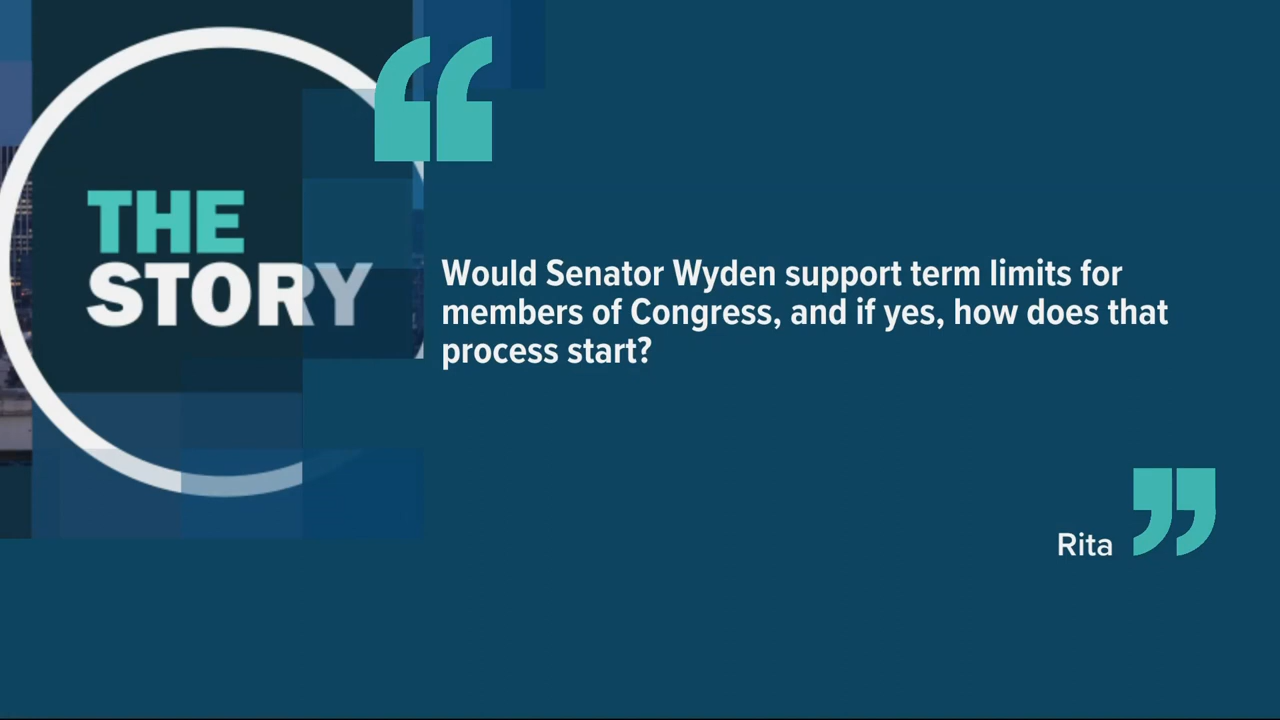 THE
STORY
“
Would Senator Wyden support term limits for
members of Congress, and if yes, how does that
process start?
Rita ”